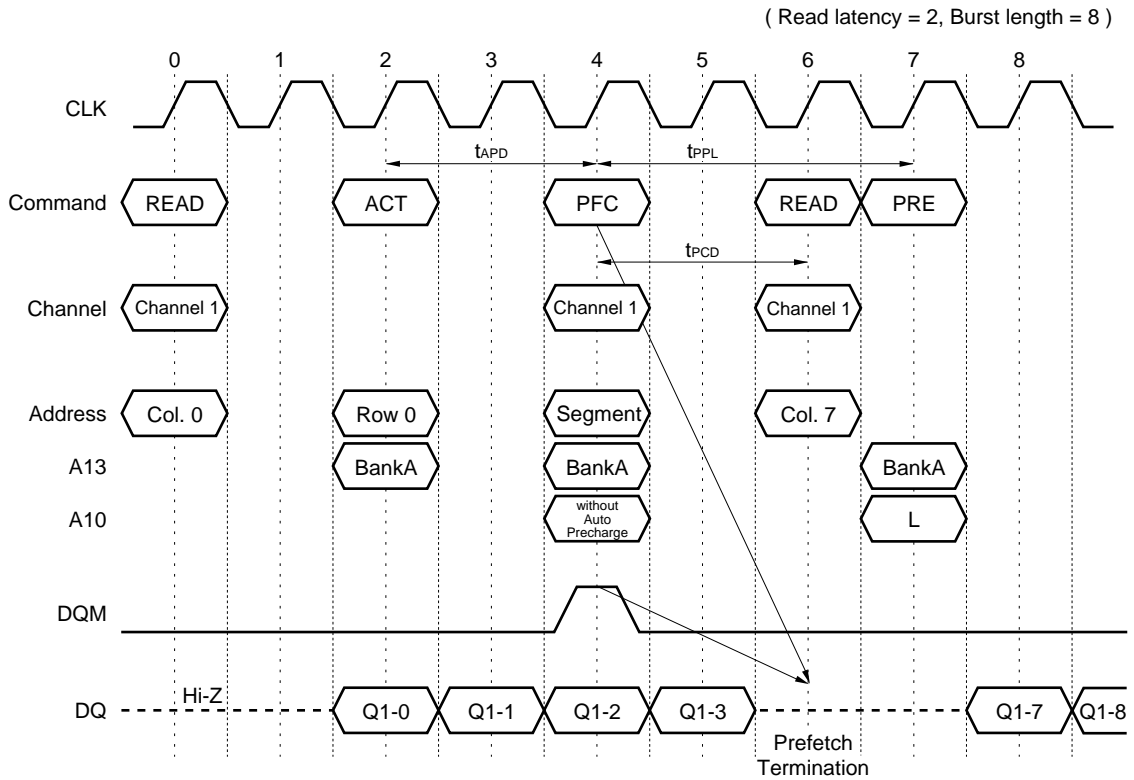 ( Read latency = 2, Burst length = 8 )
0 1 2 3 4 5 6 7 8
CLK
tAPD tPPL
Command READ ACT PFC READ PRE
tPCD
Channel Channel 1 Channel 1 Channel 1
Address Col. 0 Row 0 Segment Col. 7
A13 BankA BankA BankA
A10 without Auto Precharge L
DQM
Hi-Z
DQ Q1-0 Q1-1 Q1-2 Q1-3 Q1-7 Q1-8
Prefetch
Termination